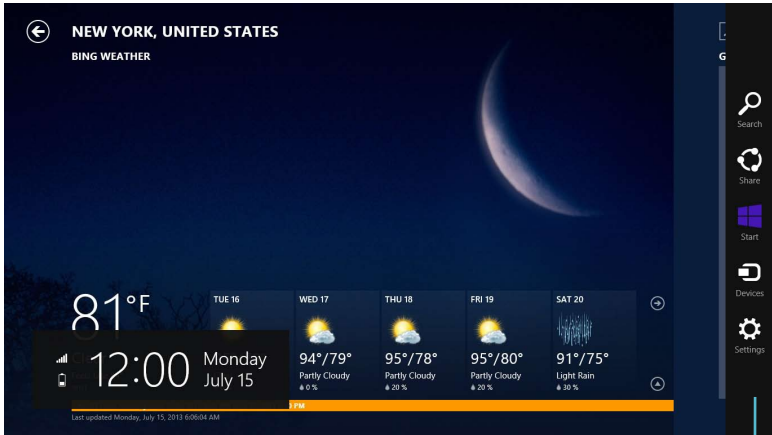 NEW YORK, UNITED STATES
BING WEATHER
G
Search
Share
Start
Devices
Settings
81°F
TUE 16
WED 17
94°/79°
Partly Cloudy
0 %
THU 18
95°/78°
Partly Cloudy
20 %
FRI 19
95°/80°
Partly Cloudy
20 %
SAT 20
91°/75°
Light Rain
30 %
12:00
Monday
July 15
PM
Last updated Monday, July 15, 2013 6:06:04 AM